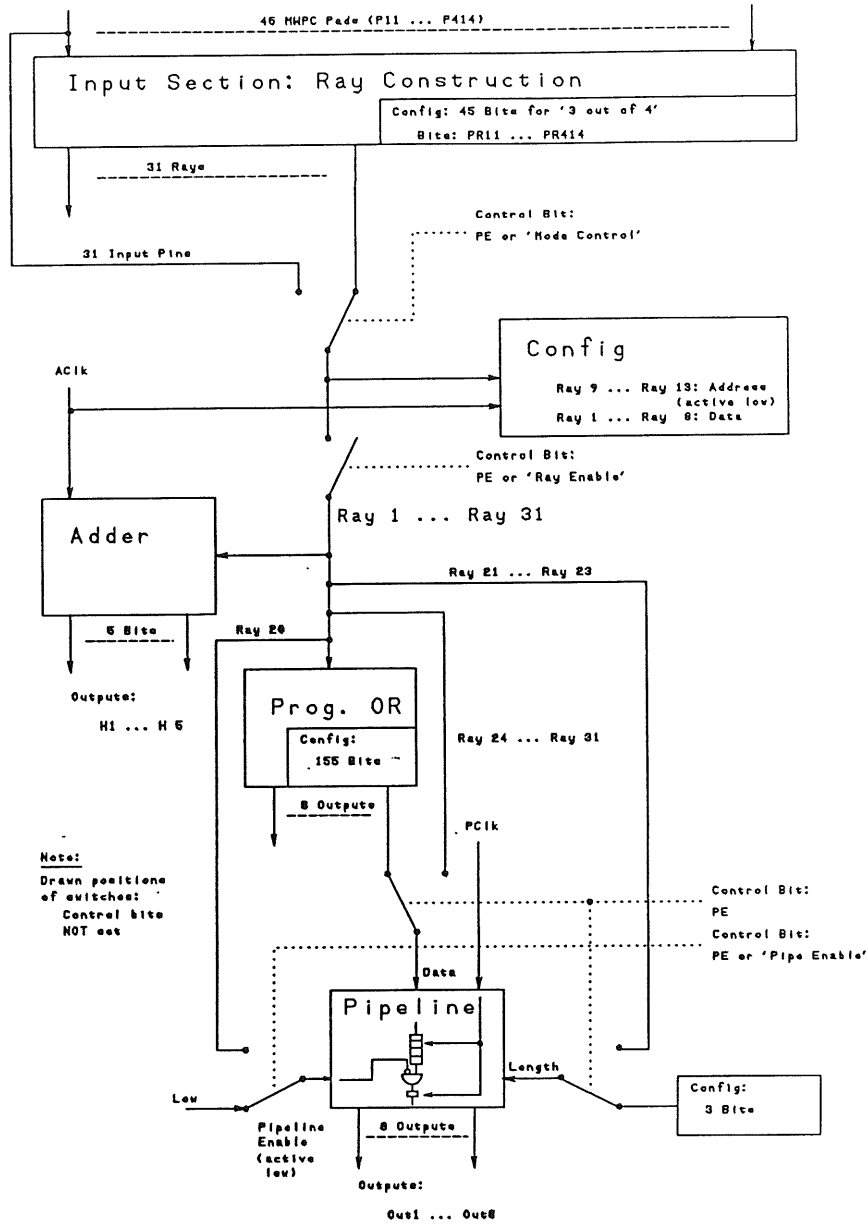 45 MWPC Pads (P11 ... P414)
Input Section: Ray Construction
Config: 45 Bits for '3 out of 4'
Bits: PR11 ... PR414
31 Rays
Control Bit:
PE or 'Mode Control'
31 Input Pins
Config
Ray 9 ... Ray 13: Address
(active low)
Ray 1 ... Ray 8: Data
AClk
Control Bit:
PE or 'Ray Enable'
Ray 1 ... Ray 31
Adder
Ray 21 ... Ray 23
5 Bits
Ray 20
Outputs:
H1 ... H 5
Prog. OR
Config:
155 Bits
Ray 24 ... Ray 31
8 Outputs
PClk
Note:
Drawn positions
of switches:
Control bits
NOT set
Control Bit:
PE
Control Bit:
PE or 'Pipe Enable'
Data
Pipeline
Length
Low
Config:
3 Bits
Pipeline
Enable
(active
low)
8 Outputs
Outputs:
Out1 ... Out8